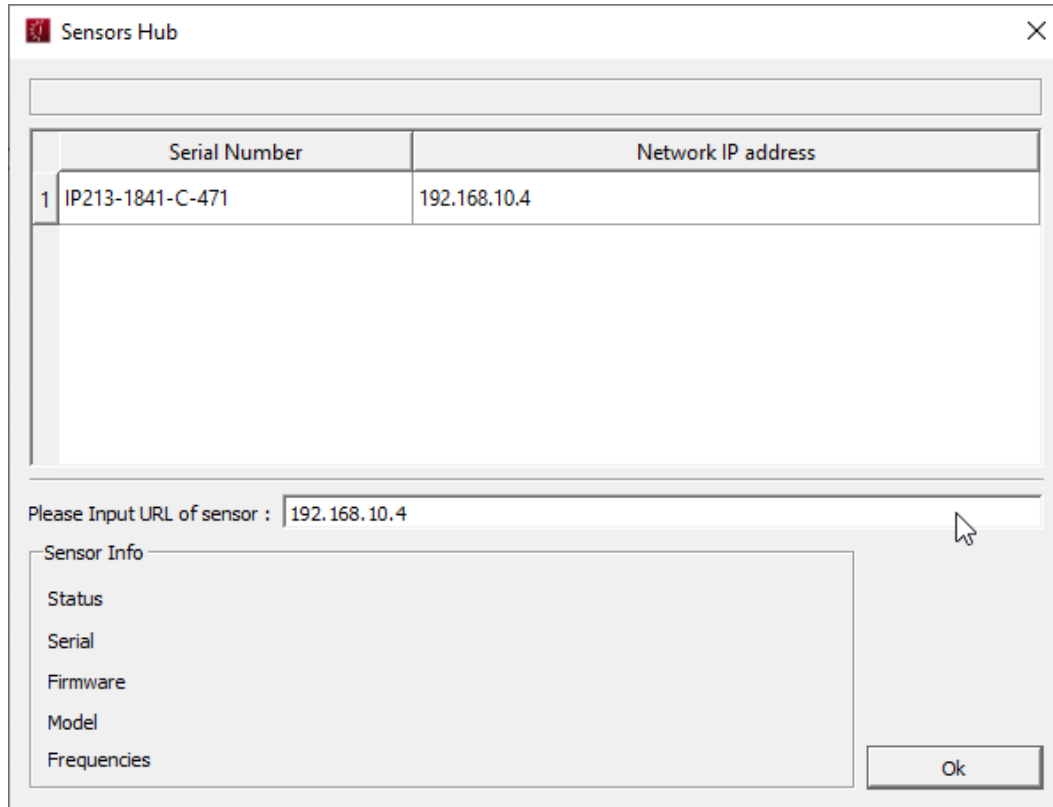 Sensors Hub
Serial Number Network IP address
1 IP213-1841-C-471 192.168.10.4
Please Input URL of sensor : 192.168.10.4
Sensor Info
Status
Serial
Firmware
Model
Frequencies
Ok